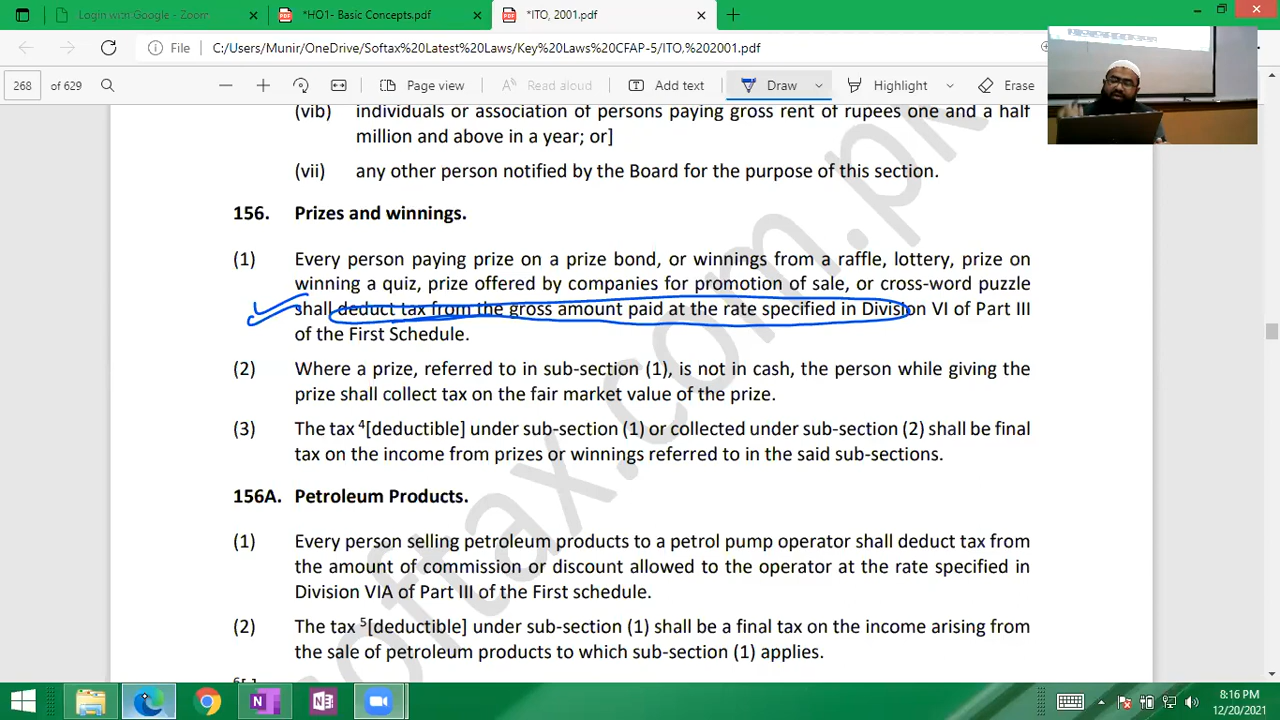 Login with Google - Zoom
*HO1- Basic Concepts.pdf
*ITO, 2001.pdf
File
C:/Users/Munir/OneDrive/Softax%20Latest%20Laws/Key%20Laws%20CFAP-5/ITO,%202001.pdf
268 of 629
Page view
Read aloud
Add text
Draw
Highlight
Erase
(vib) individuals or association of persons paying gross rent of rupees one and a half
million and above in a year; or]
(vii) any other person notified by the Board for the purpose of this section.
156. Prizes and winnings.
(1) Every person paying prize on a prize bond, or winnings from a raffle, lottery, prize on
winning a quiz, prize offered by companies for promotion of sale, or cross-word puzzle
shall deduct tax from the gross amount paid at the rate specified in Division VI of Part III
of the First Schedule.
(2) Where a prize, referred to in sub-section (1), is not in cash, the person while giving the
prize shall collect tax on the fair market value of the prize.
(3) The tax 4[deductible] under sub-section (1) or collected under sub-section (2) shall be final
tax on the income from prizes or winnings referred to in the said sub-sections.
156A. Petroleum Products.
(1) Every person selling petroleum products to a petrol pump operator shall deduct tax from
the amount of commission or discount allowed to the operator at the rate specified in
Division VIA of Part III of the First schedule.
(2) The tax 5[deductible] under sub-section (1) shall be a final tax on the income arising from
the sale of petroleum products to which sub-section (1) applies.
softax.com.pk
8:16 PM
12/20/2021